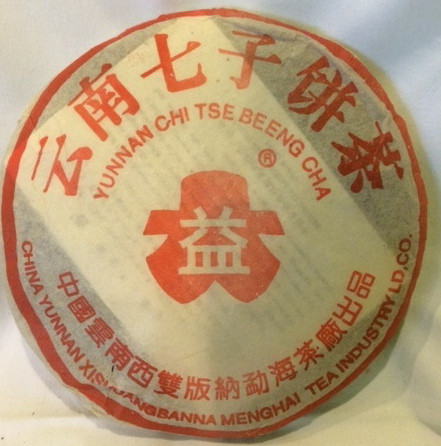 云南七子饼茶
YUNNAN CHI TSE BEENG CHA
®
益
中國雲南西雙版納勐海茶廠出品
CHINA YUNNAN XISHUANGBANNA MENGHAI TEA INDUSTRY LD,CO.